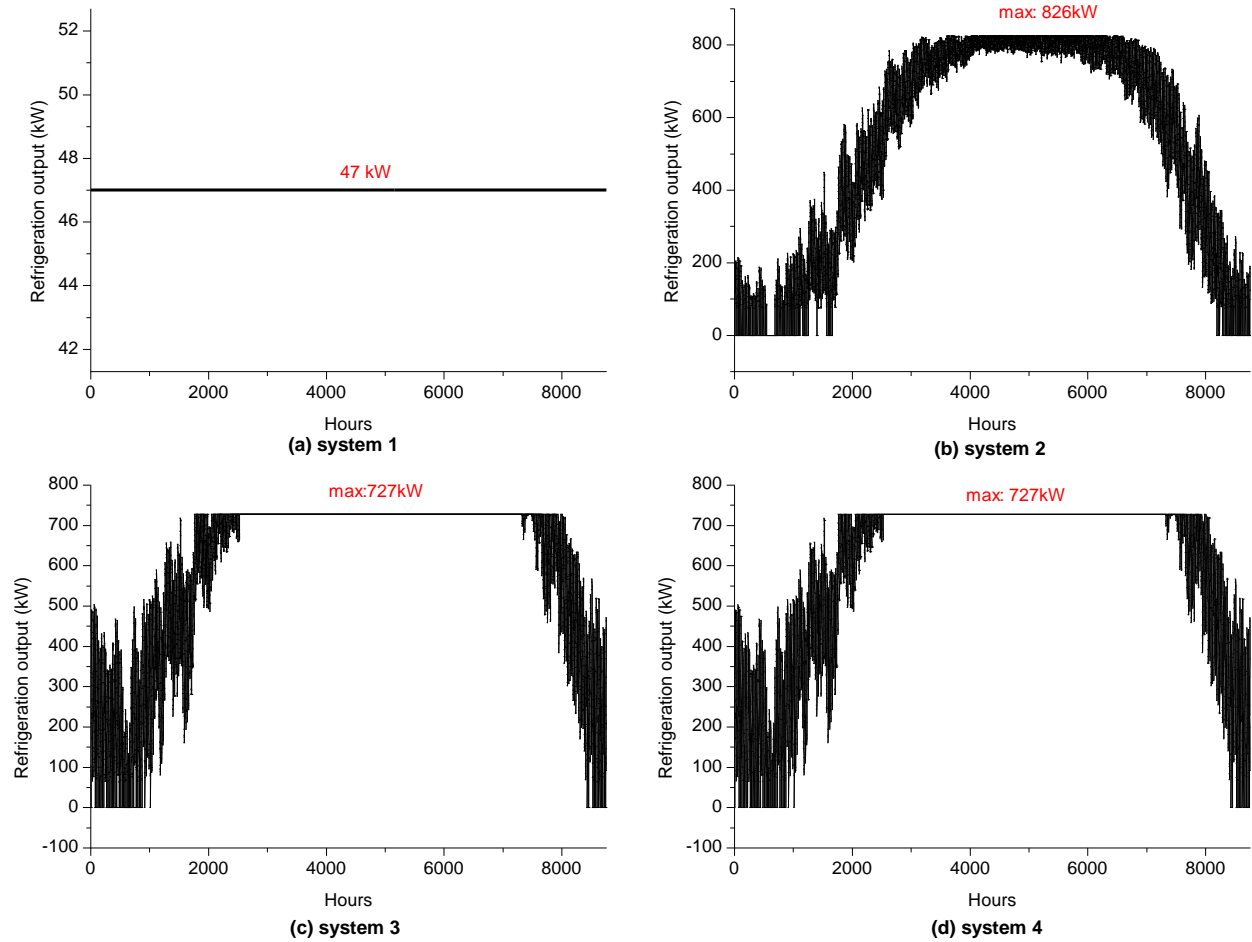 Refrigeration output (kW)
52
50
48
46
44
42
47 kW
0 2000 4000 6000 8000
Hours
(a) system 1
Refrigeration output (kW)
800
600
400
200
0
max: 826kW
0 2000 4000 6000 8000
Hours
(b) system 2
Refrigeration output (kW)
800
700
600
500
400
300
200
100
0
-100
max:727kW
0 2000 4000 6000 8000
Hours
(c) system 3
Refrigeration output (kW)
800
700
600
500
400
300
200
100
0
-100
max: 727kW
0 2000 4000 6000 8000
Hours
(d) system 4